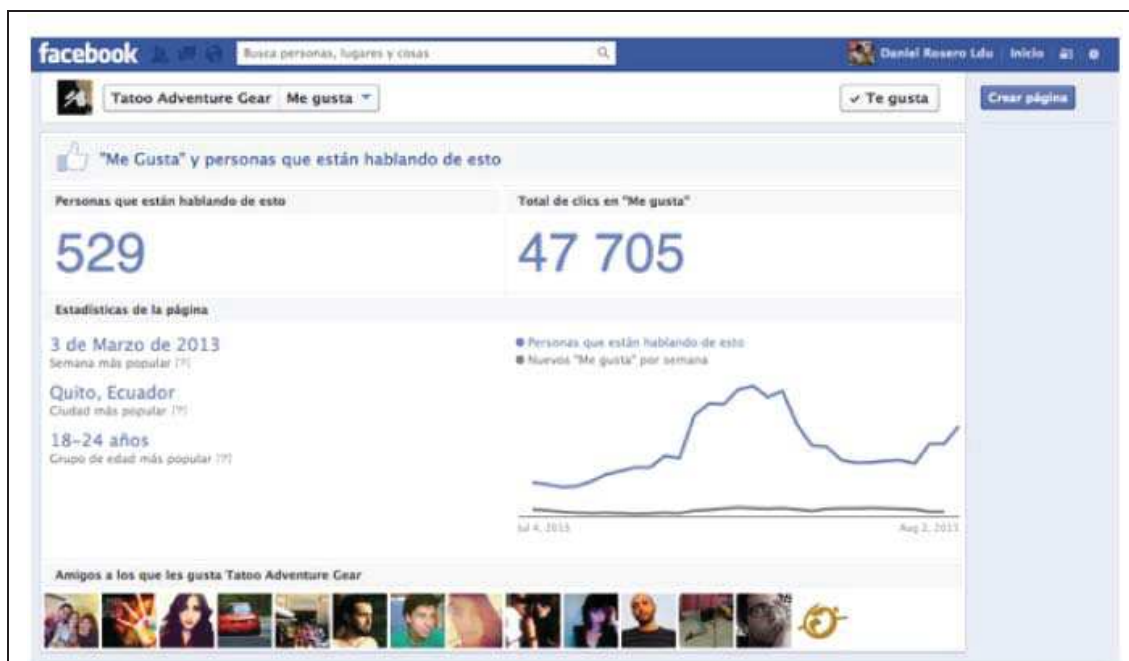 facebook
Busca personas, lugares y cosas
Daniel Rosero Ldu
Inicio
Tatoo Adventure Gear
Me gusta
✓ Te gusta
Crear página
"Me Gusta" y personas que están hablando de esto
Personas que están hablando de esto
Total de clics en "Me gusta"
529
47 705
Estadísticas de la página
3 de Marzo de 2013
Semana más popular [?]
Quito, Ecuador
Ciudad más popular [?]
18–24 años
Grupo de edad más popular [?]
Personas que están hablando de esto
Nuevos "Me gusta" por semana
Jul 4, 2013
Aug 2, 2013
Amigos a los que les gusta Tatoo Adventure Gear